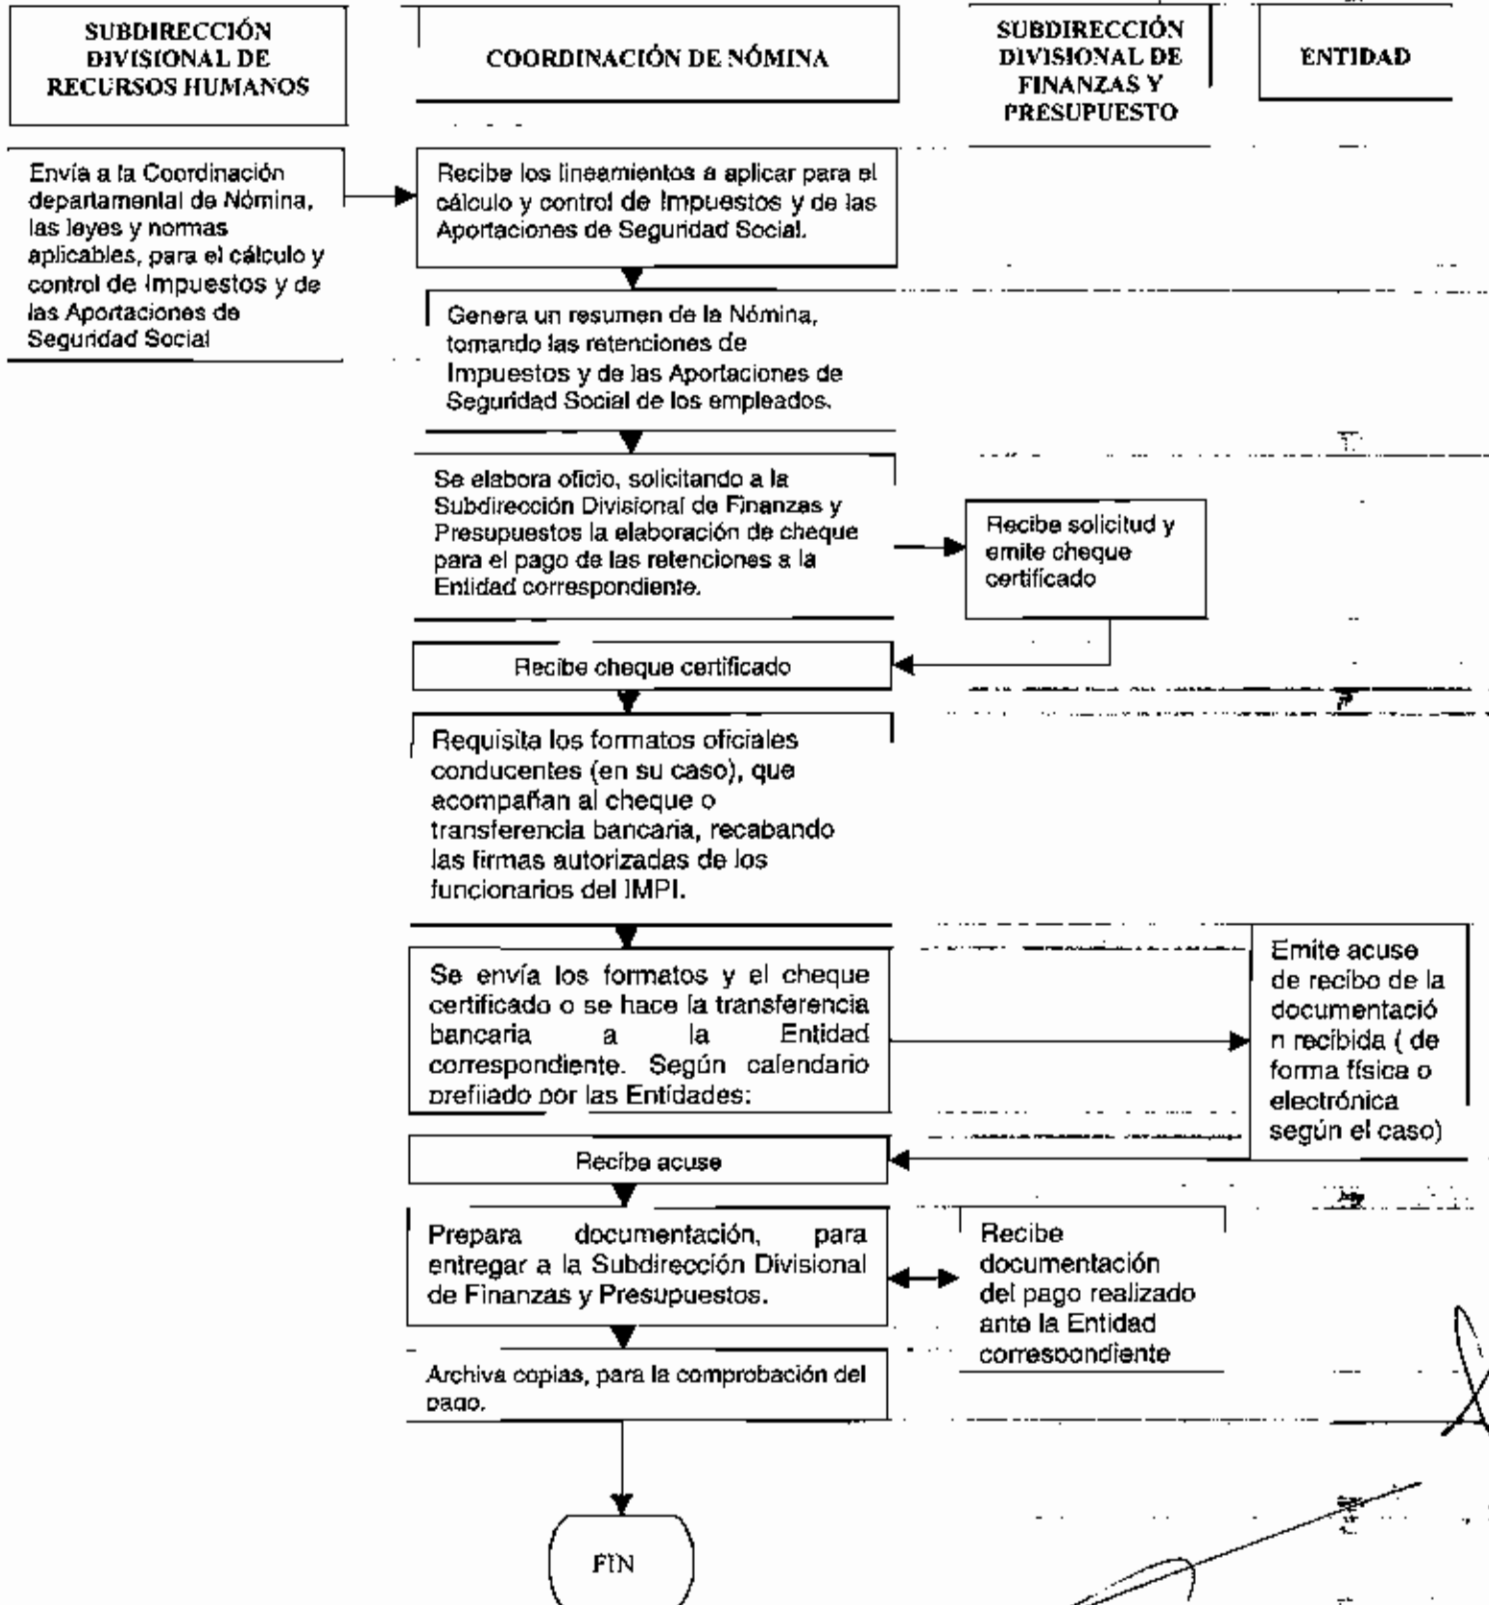 SUBDIRECCIÓN
DIVISIONAL DE
RECURSOS HUMANOS
COORDINACIÓN DE NÓMINA
SUBDIRECCIÓN
DIVISIONAL DE
FINANZAS Y
PRESUPUESTO
ENTIDAD
Envía a la Coordinación
departamental de Nómina,
las leyes y normas
aplicables, para el cálculo y
control de Impuestos y de
las Aportaciones de
Seguridad Social
Recibe los lineamientos a aplicar para el
cálculo y control de Impuestos y de las
Aportaciones de Seguridad Social.
Genera un resumen de la Nómina,
tomando las retenciones de
Impuestos y de las Aportaciones de
Seguridad Social de los empleados.
Se elabora oficio, solicitando a la
Subdirección Divisional de Finanzas y
Presupuestos la elaboración de cheque
para el pago de las retenciones a la
Entidad correspondiente.
Recibe solicitud y
emite cheque
certificado
Recibe cheque certificado
Requisita los formatos oficiales
conducentes (en su caso), que
acompañan al cheque o
transferencia bancaria, recabando
las firmas autorizadas de los
funcionarios del IMPI.
Se envía los formatos y el cheque
certificado o se hace la transferencia
bancaria a la Entidad
correspondiente. Según calendario
prefijado por las Entidades:
Emite acuse
de recibo de la
documentació
n recibida ( de
forma física o
electrónica
según el caso)
Recibe acuse
Prepara documentación, para
entregar a la Subdirección Divisional
de Finanzas y Presupuestos.
Recibe
documentación
del pago realizado
ante la Entidad
correspondiente
Archiva copias, para la comprobación del
pago.
FIN